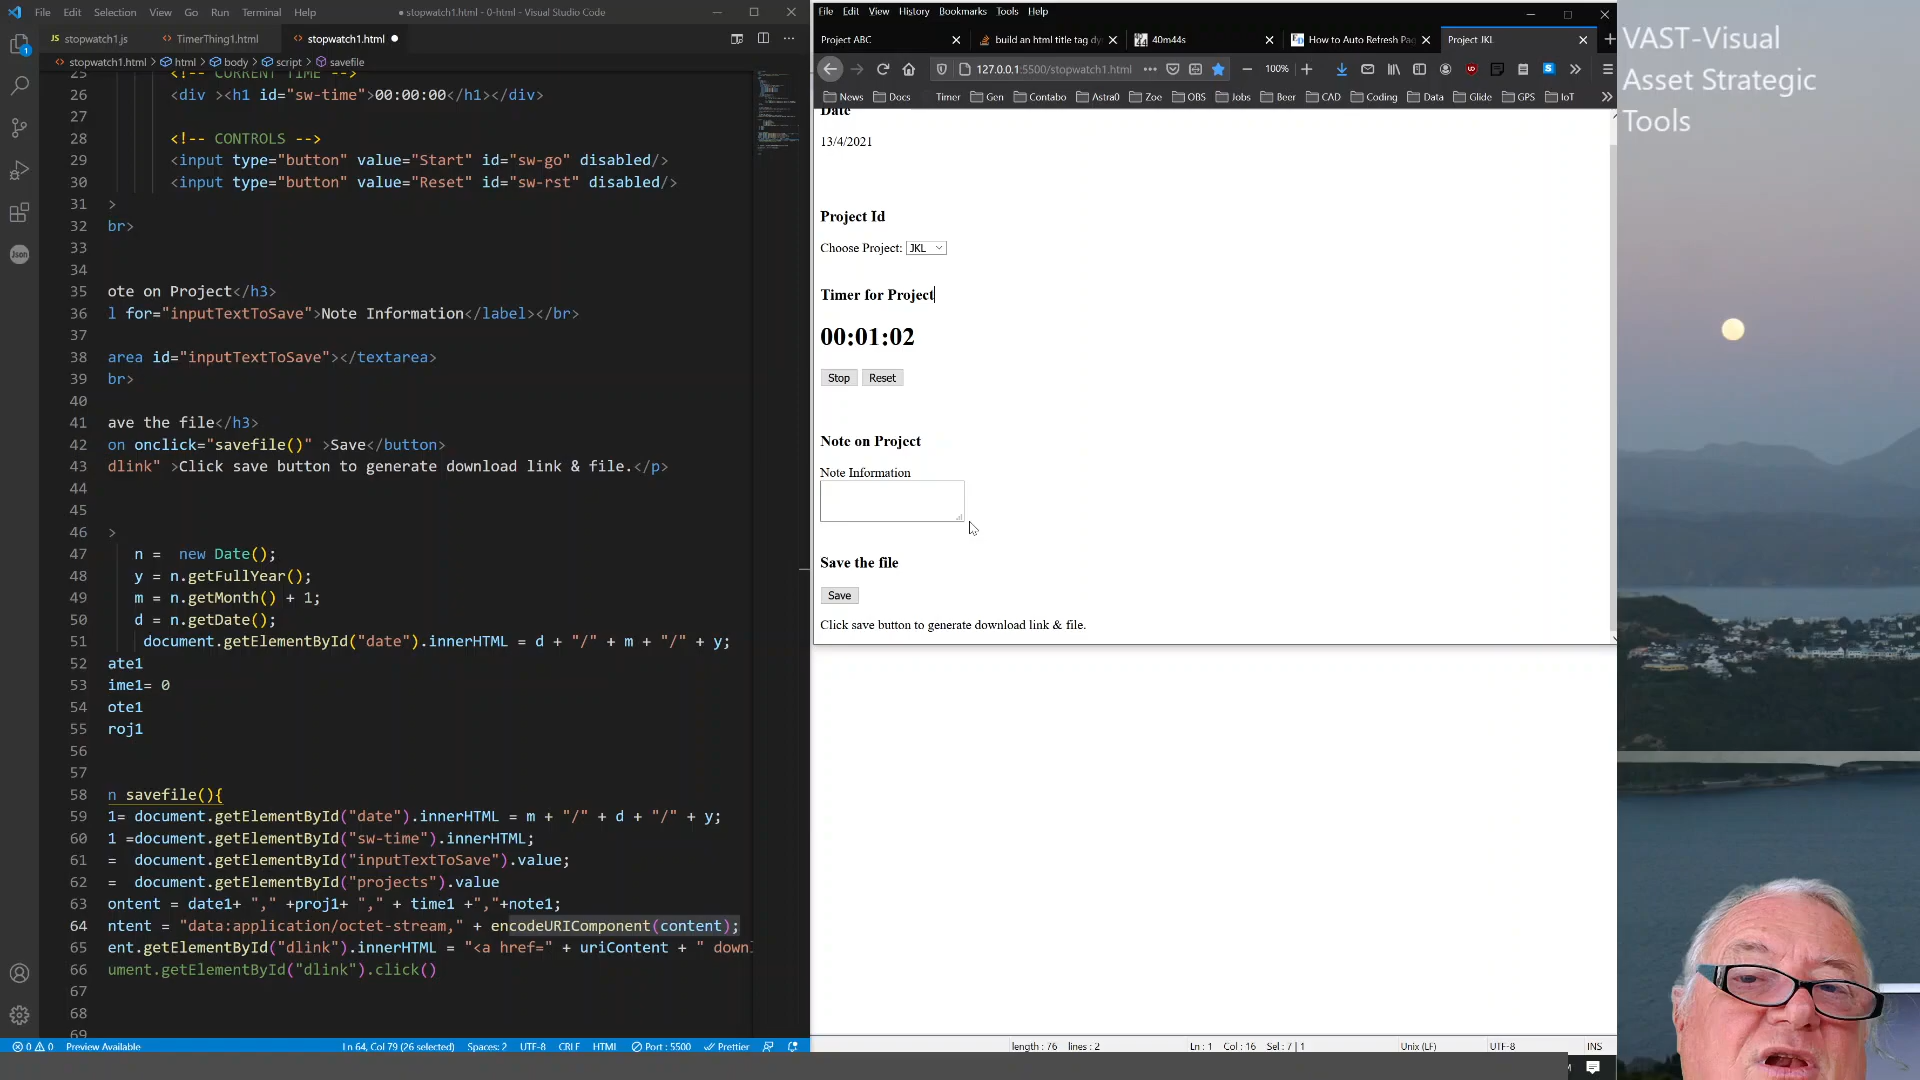 File Edit Selection View Go Run Terminal Help
● stopwatch1.html - 0-html - Visual Studio Code
JS stopwatch1.js
<> TimerThing1.html
<> stopwatch1.html ●
stopwatch1.html > html > body > script > savefile
25 <!-- CURRENT TIME -->
26 <div ><h1 id="sw-time">00:00:00</h1></div>
27
28 <!-- CONTROLS -->
29 <input type="button" value="Start" id="sw-go" disabled/>
30 <input type="button" value="Reset" id="sw-rst" disabled/>
31 >
32 br>
33
34
35 ote on Project</h3>
36 l for="inputTextToSave">Note Information</label></br>
37
38 area id="inputTextToSave"></textarea>
39 br>
40
41 ave the file</h3>
42 on onclick="savefile()" >Save</button>
43 dlink" >Click save button to generate download link & file.</p>
44
45
46 >
47 n = new Date();
48 y = n.getFullYear();
49 m = n.getMonth() + 1;
50 d = n.getDate();
51 document.getElementById("date").innerHTML = d + "/" + m + "/" + y;
52 ate1
53 ime1= 0
54 ote1
55 roj1
56
57
58 n savefile(){
59 1= document.getElementById("date").innerHTML = m + "/" + d + "/" + y;
60 1 =document.getElementById("sw-time").innerHTML;
61 = document.getElementById("inputTextToSave").value;
62 = document.getElementById("projects").value
63 ontent = date1+ "," +proj1+ "," + time1 +","+note1;
64 ntent = "data:application/octet-stream," + encodeURIComponent(content);
65 ent.getElementById("dlink").innerHTML = "<a href=" + uriContent + " down
66 ument.getElementById("dlink").click()
67
68
69
1
Json
0 0 Preview Available
Ln 64, Col 79 (26 selected) Spaces: 2 UTF-8 CRLF HTML Port : 5500 Prettier
File Edit View History Bookmarks Tools Help
Project ABC
build an html title tag dy
40m44s
How to Auto Refresh Pag
Project JKL
127.0.0.1:5500/stopwatch1.html
100%
News Docs Timer Gen Contabo Astra0 Zoe OBS Jobs Beer CAD Coding Data Glide GPS IoT
Date
13/4/2021
Project Id
Choose Project: JKL
Timer for Project
00:01:02
Stop Reset
Note on Project
Note Information
Save the file
Save
Click save button to generate download link & file.
length : 76 lines : 2
Ln : 1 Col : 16 Sel : 7 | 1
Unix (LF)
UTF-8
INS
VAST-Visual
Asset Strategic
Tools